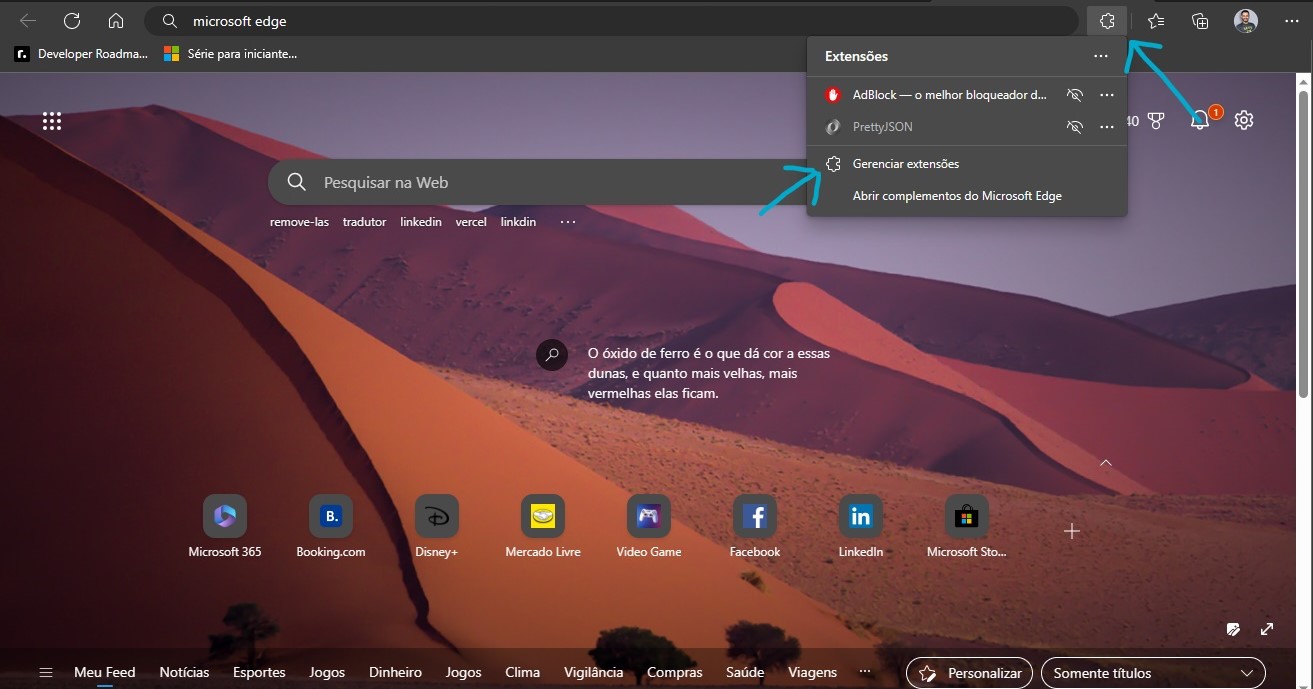 microsoft edge
Developer Roadma...
Série para iniciante...
Extensões
AdBlock — o melhor bloqueador d...
PrettyJSON
Gerenciar extensões
Abrir complementos do Microsoft Edge
40
1
Pesquisar na Web
remove-las tradutor linkedin vercel linkdin
O óxido de ferro é o que dá cor a essas
dunas, e quanto mais velhas, mais
vermelhas elas ficam.
Microsoft 365 Booking.com Disney+ Mercado Livre Video Game Facebook LinkedIn Microsoft Sto...
Meu Feed Notícias Esportes Jogos Dinheiro Jogos Clima Vigilância Compras Saúde Viagens ... Personalizar Somente títulos